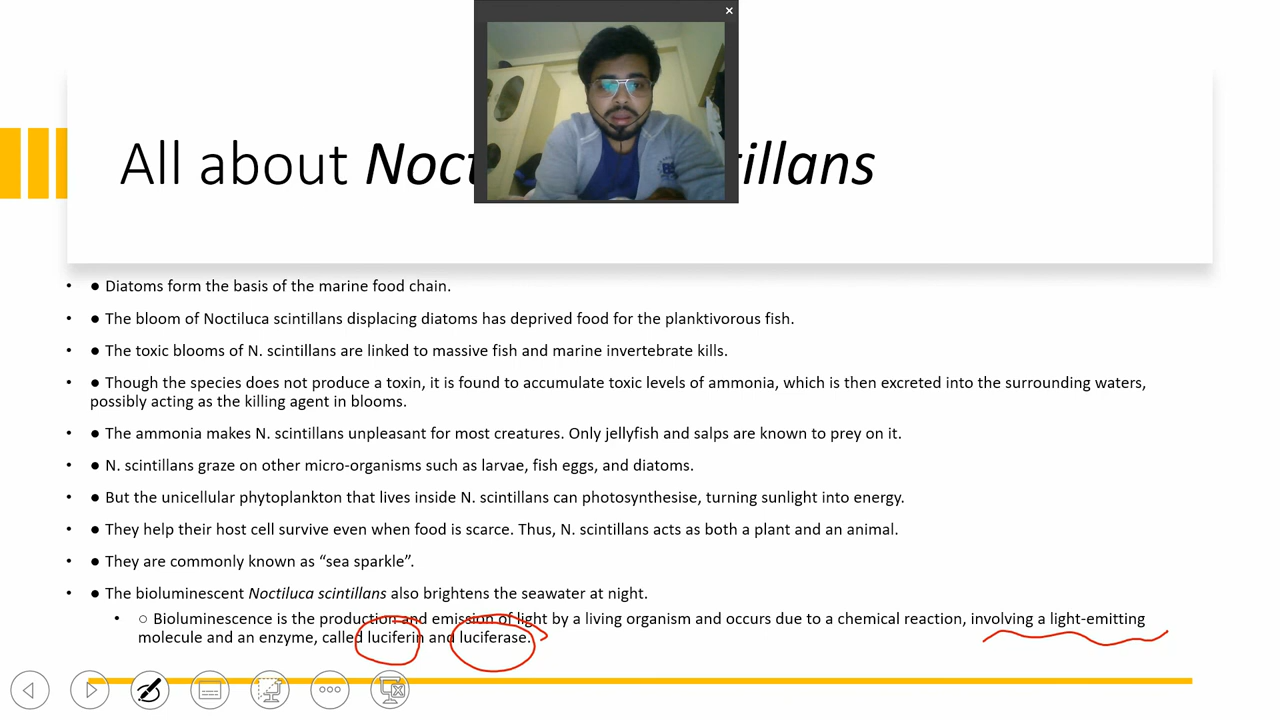 All about Noct tillans
• ● Diatoms form the basis of the marine food chain.
• ● The bloom of Noctiluca scintillans displacing diatoms has deprived food for the planktivorous fish.
• ● The toxic blooms of N. scintillans are linked to massive fish and marine invertebrate kills.
• ● Though the species does not produce a toxin, it is found to accumulate toxic levels of ammonia, which is then excreted into the surrounding waters,
possibly acting as the killing agent in blooms.
• ● The ammonia makes N. scintillans unpleasant for most creatures. Only jellyfish and salps are known to prey on it.
• ● N. scintillans graze on other micro-organisms such as larvae, fish eggs, and diatoms.
• ● But the unicellular phytoplankton that lives inside N. scintillans can photosynthesise, turning sunlight into energy.
• ● They help their host cell survive even when food is scarce. Thus, N. scintillans acts as both a plant and an animal.
• ● They are commonly known as “sea sparkle”.
• ● The bioluminescent Noctiluca scintillans also brightens the seawater at night.
• ○ Bioluminescence is the production and emission of light by a living organism and occurs due to a chemical reaction, involving a light-emitting
molecule and an enzyme, called luciferin and luciferase.